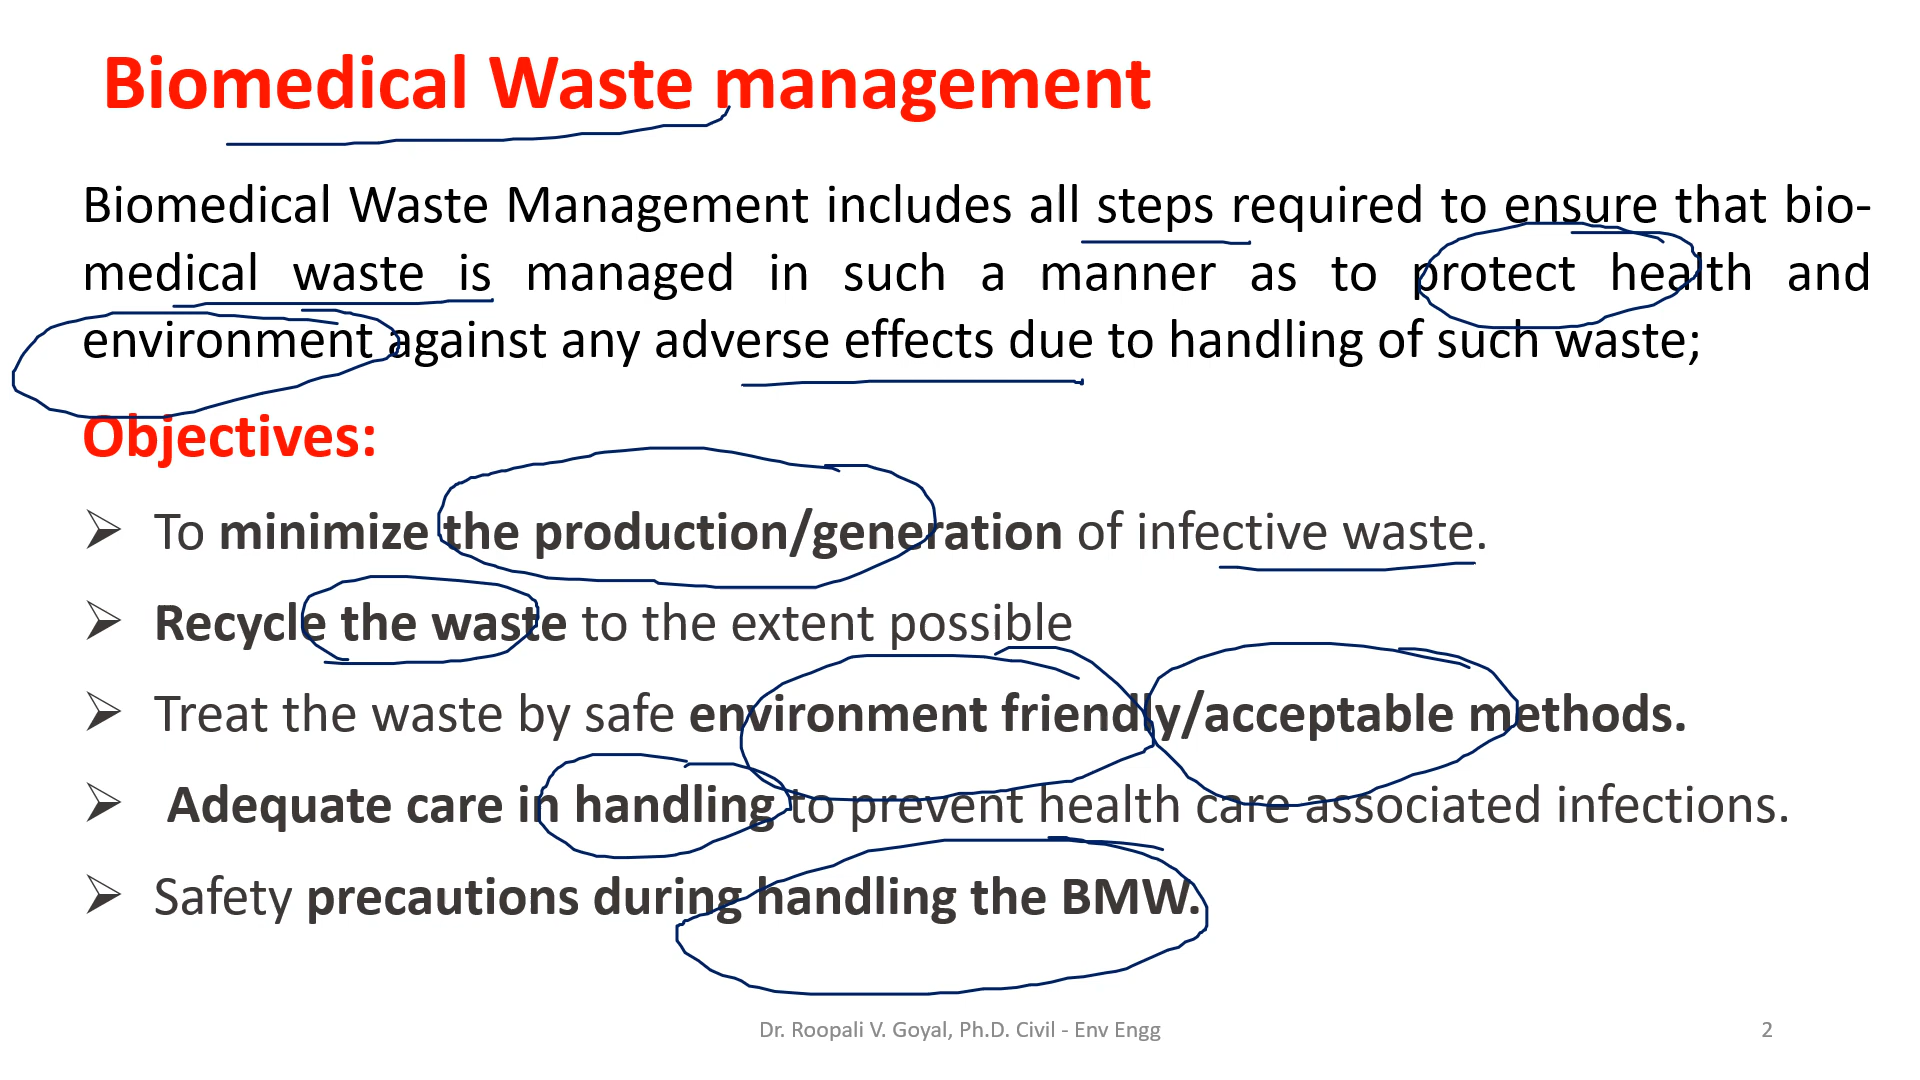 Biomedical Waste management
Biomedical Waste Management includes all steps required to ensure that bio-
medical waste is managed in such a manner as to protect health and
environment against any adverse effects due to handling of such waste;
Objectives:
➢ To minimize the production/generation of infective waste.
➢ Recycle the waste to the extent possible
➢ Treat the waste by safe environment friendly/acceptable methods.
➢ Adequate care in handling to prevent health care associated infections.
➢ Safety precautions during handling the BMW.
Dr. Roopali V. Goyal, Ph.D. Civil - Env Engg
2